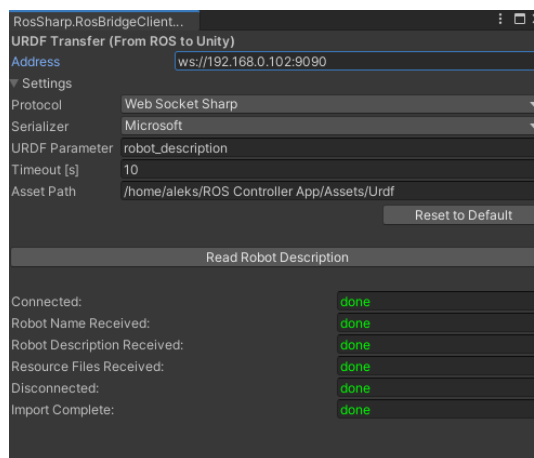 RosSharp.RosBridgeClient...
URDF Transfer (From ROS to Unity)
Address ws://192.168.0.102:9090
Settings
Protocol Web Socket Sharp
Serializer Microsoft
URDF Parameter robot_description
Timeout [s] 10
Asset Path /home/aleks/ROS Controller App/Assets/Urdf
Reset to Default
Read Robot Description
Connected: done
Robot Name Received: done
Robot Description Received: done
Resource Files Received: done
Disconnected: done
Import Complete: done